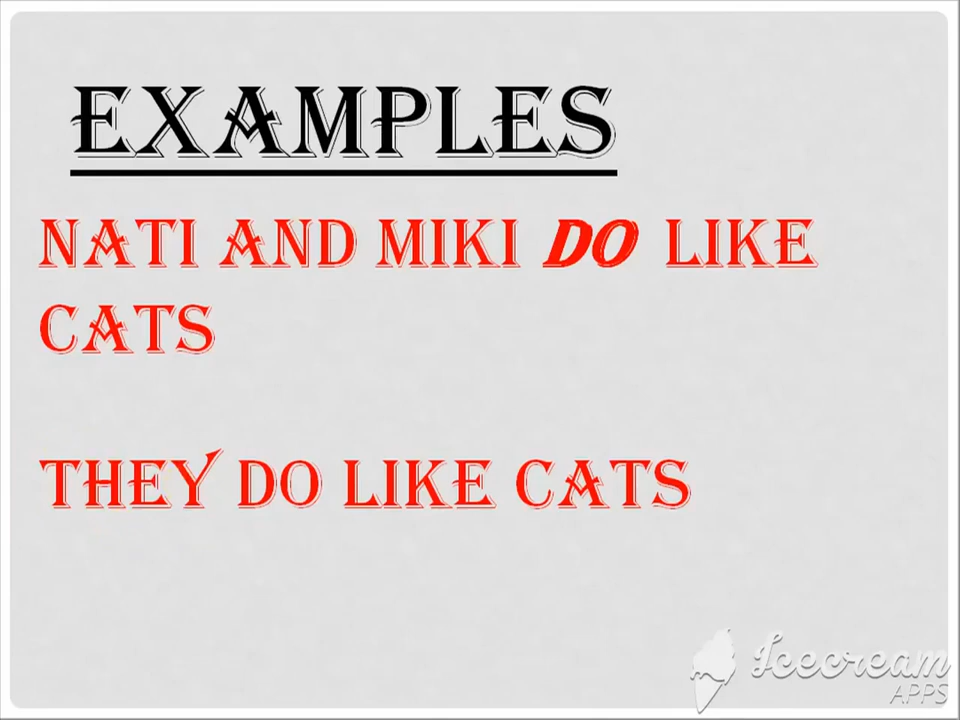 EXAMPLES
NATI AND MIKI DO LIKE
CATS
THEY DO LIKE CATS
Icecream
APPS